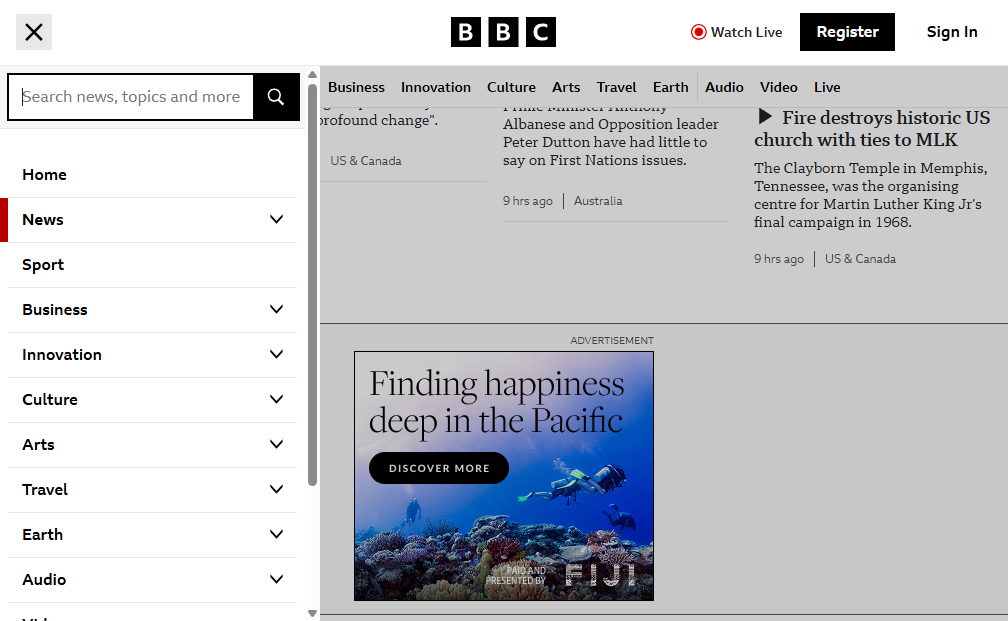 BBC
Watch Live
Register
Sign In
Search news, topics and more
Business
Innovation
Culture
Arts
Travel
Earth
Audio
Video
Live
Home
News
Sport
Business
Innovation
Culture
Arts
Travel
Earth
Audio
profound change".
US & Canada
Prime Minister Anthony
Albanese and Opposition leader
Peter Dutton have had little to
say on First Nations issues.
9 hrs ago
Australia
Fire destroys historic US
church with ties to MLK
The Clayborn Temple in Memphis,
Tennessee, was the organising
centre for Martin Luther King Jr's
final campaign in 1968.
9 hrs ago
US & Canada
ADVERTISEMENT
Finding happiness
deep in the Pacific
DISCOVER MORE
PAID AND
PRESENTED BY
FIJI